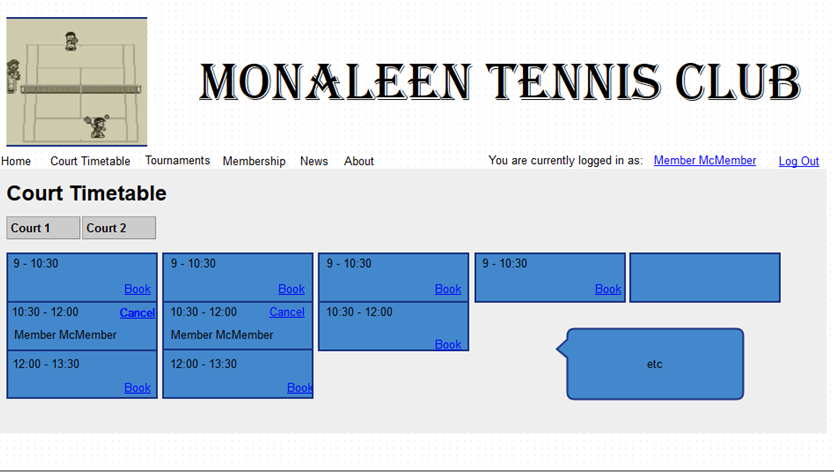 MONALEEN TENNIS CLUB
Home Court Timetable Tournaments Membership News About You are currently logged in as: Member McMember Log Out
Court Timetable
Court 1 Court 2
9 - 10:30 9 - 10:30 9 - 10:30 9 - 10:30
Book Book Book Book
10:30 - 12:00 Cancel 10:30 - 12:00 Cancel 10:30 - 12:00
Member McMember Member McMember
Book
12:00 - 13:30 12:00 - 13:30
etc
Book Book